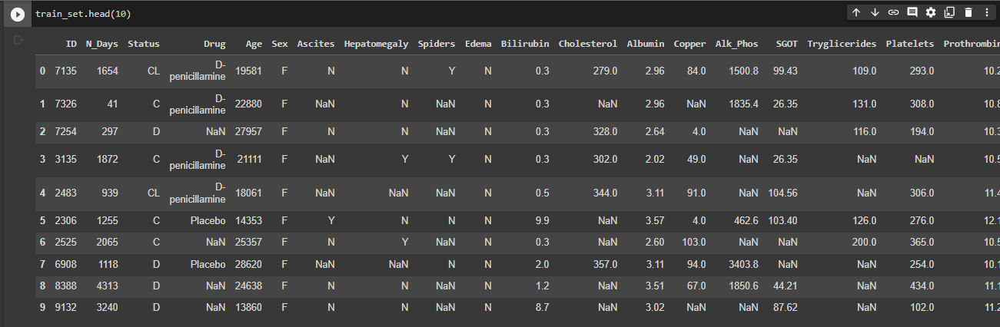 train_set.head(10)
ID N_Days Status Drug Age Sex Ascites Hepatomegaly Spiders Edema Bilirubin Cholesterol Albumin Copper Alk_Phos SGOT Tryglicerides Platelets Prothrombin
0 7135 1654 CL D-penicillamine 19581 F N N Y N 0.3 279.0 2.96 84.0 1500.8 99.43 109.0 293.0 10.2
1 7326 41 C D-penicillamine 22880 F NaN N NaN N 0.3 NaN 2.96 NaN 1835.4 26.35 131.0 308.0 10.8
2 7254 297 D NaN 27957 F N N NaN N 0.3 328.0 2.64 4.0 NaN NaN 116.0 194.0 10.3
3 3135 1872 C D-penicillamine 21111 F NaN Y Y N 0.3 302.0 2.02 49.0 NaN 26.35 NaN NaN 10.5
4 2483 939 CL D-penicillamine 18061 F NaN NaN NaN N 0.5 344.0 3.11 91.0 NaN 104.56 NaN 306.0 11.4
5 2306 1255 C Placebo 14353 F Y N N N 9.9 NaN 3.57 4.0 462.6 103.40 126.0 276.0 12.1
6 2525 2065 C NaN 25357 F N Y NaN N 0.3 NaN 2.60 103.0 NaN NaN 200.0 365.0 10.5
7 6908 1118 D Placebo 28620 F NaN NaN N N 2.0 357.0 3.11 94.0 3403.8 NaN NaN 254.0 10.1
8 8388 4313 D NaN 24638 F N N NaN N 1.2 NaN 3.51 67.0 1850.6 44.21 NaN 434.0 11.1
9 9132 3240 D NaN 13860 F N N NaN N 8.7 NaN 3.02 NaN NaN 87.62 NaN 102.0 11.2